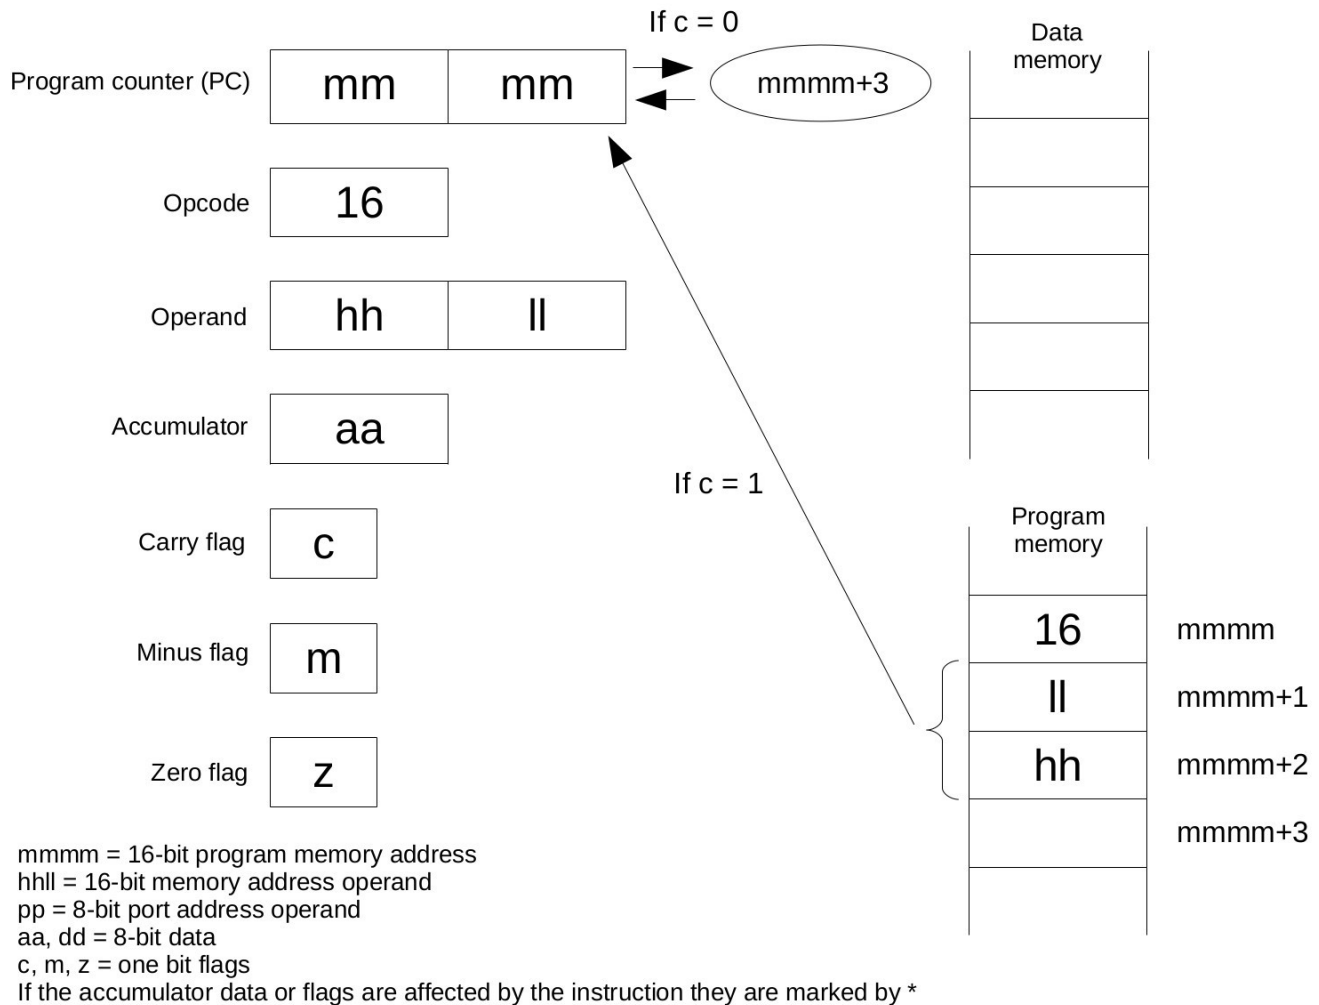 If c = 0
Data
memory
Program counter (PC)
mm
mm
mmmm+3
Opcode
16
Operand
hh
ll
Accumulator
aa
If c = 1
Carry flag
c
Program
memory
Minus flag
m
16
mmmm
ll
mmmm+1
hh
mmmm+2
Zero flag
z
mmmm+3
mmmm = 16-bit program memory address
hhll = 16-bit memory address operand
pp = 8-bit port address operand
aa, dd = 8-bit data
c, m, z = one bit flags
If the accumulator data or flags are affected by the instruction they are marked by *